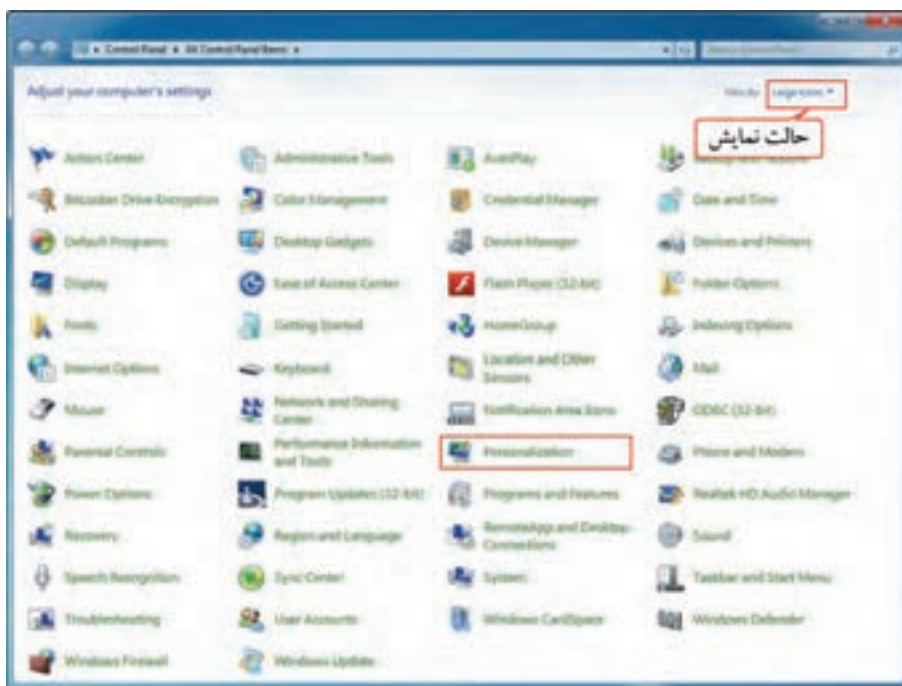 Control Panel ▸ All Control Panel Items ▸
Adjust your computer's settings
View by: Large icons ▼
حالت نمایش
Action Center
Administrative Tools
AutoPlay
BitLocker Drive Encryption
Color Management
Credential Manager
Date and Time
Default Programs
Desktop Gadgets
Device Manager
Devices and Printers
Display
Ease of Access Center
Flash Player (32-bit)
Folder Options
Fonts
Getting Started
HomeGroup
Indexing Options
Internet Options
Keyboard
Location and Other
Sensors
Mail
Mouse
Network and Sharing
Center
Notification Area Icons
ODBC (32-bit)
Parental Controls
Performance Information
and Tools
Personalization
Phone and Modem
Power Options
Program Updates (32-bit)
Programs and Features
Realtek HD Audio Manager
Recovery
Region and Language
RemoteApp and Desktop
Connections
Sound
Speech Recognition
Sync Center
System
Taskbar and Start Menu
Troubleshooting
User Accounts
Windows CardSpace
Windows Defender
Windows Firewall
Windows Update